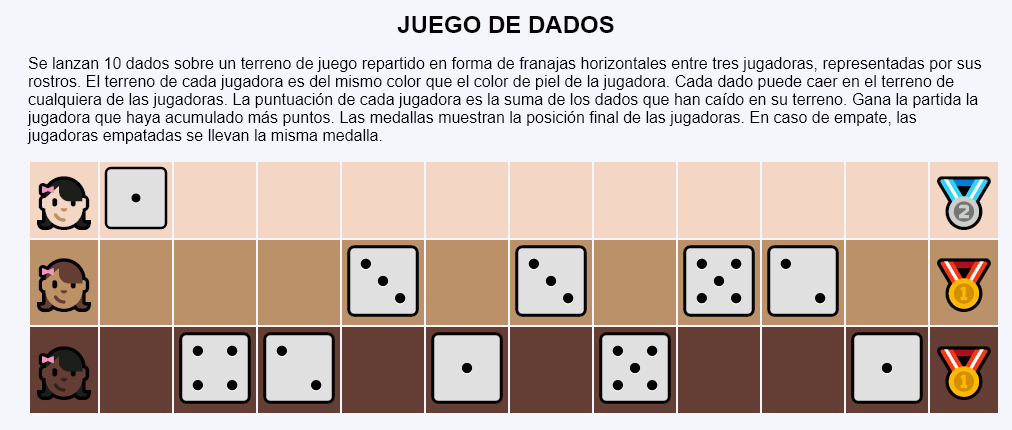 JUEGO DE DADOS
Se lanzan 10 dados sobre un terreno de juego repartido en forma de franajas horizontales entre tres jugadoras, representadas por sus
rostros. El terreno de cada jugadora es del mismo color que el color de piel de la jugadora. Cada dado puede caer en el terreno de
cualquiera de las jugadoras. La puntuación de cada jugadora es la suma de los dados que han caído en su terreno. Gana la partida la
jugadora que haya acumulado más puntos. Las medallas muestran la posición final de las jugadoras. En caso de empate, las
jugadoras empatadas se llevan la misma medalla.
2
1
1